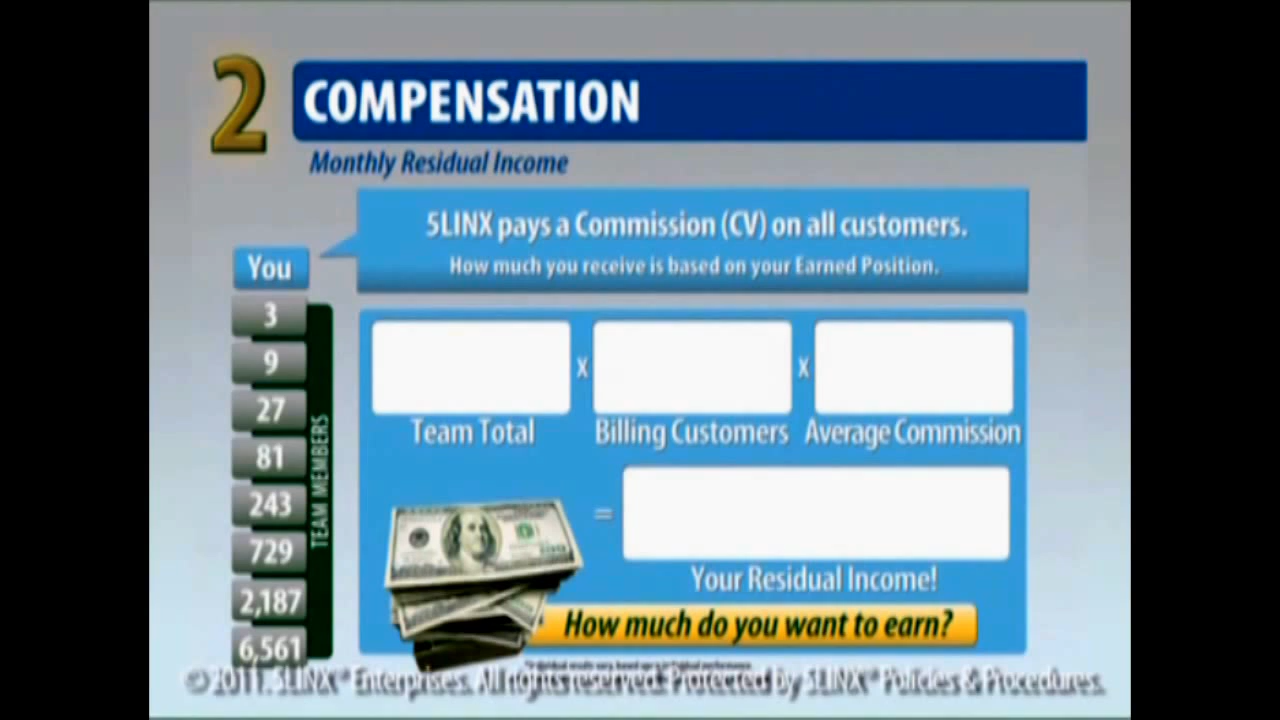 2
COMPENSATION
Monthly Residual Income
5LINX pays a Commission (CV) on all customers.
How much you receive is based on your Earned Position.
You
3
9
27
81
243
729
2,187
6,561
TEAM MEMBERS
x
x
Team Total
Billing Customers
Average Commission
=
Your Residual Income!
How much do you want to earn?
©2011. 5LINX® Enterprises. All rights reserved. Protected by 5LINX® Policies & Procedures.